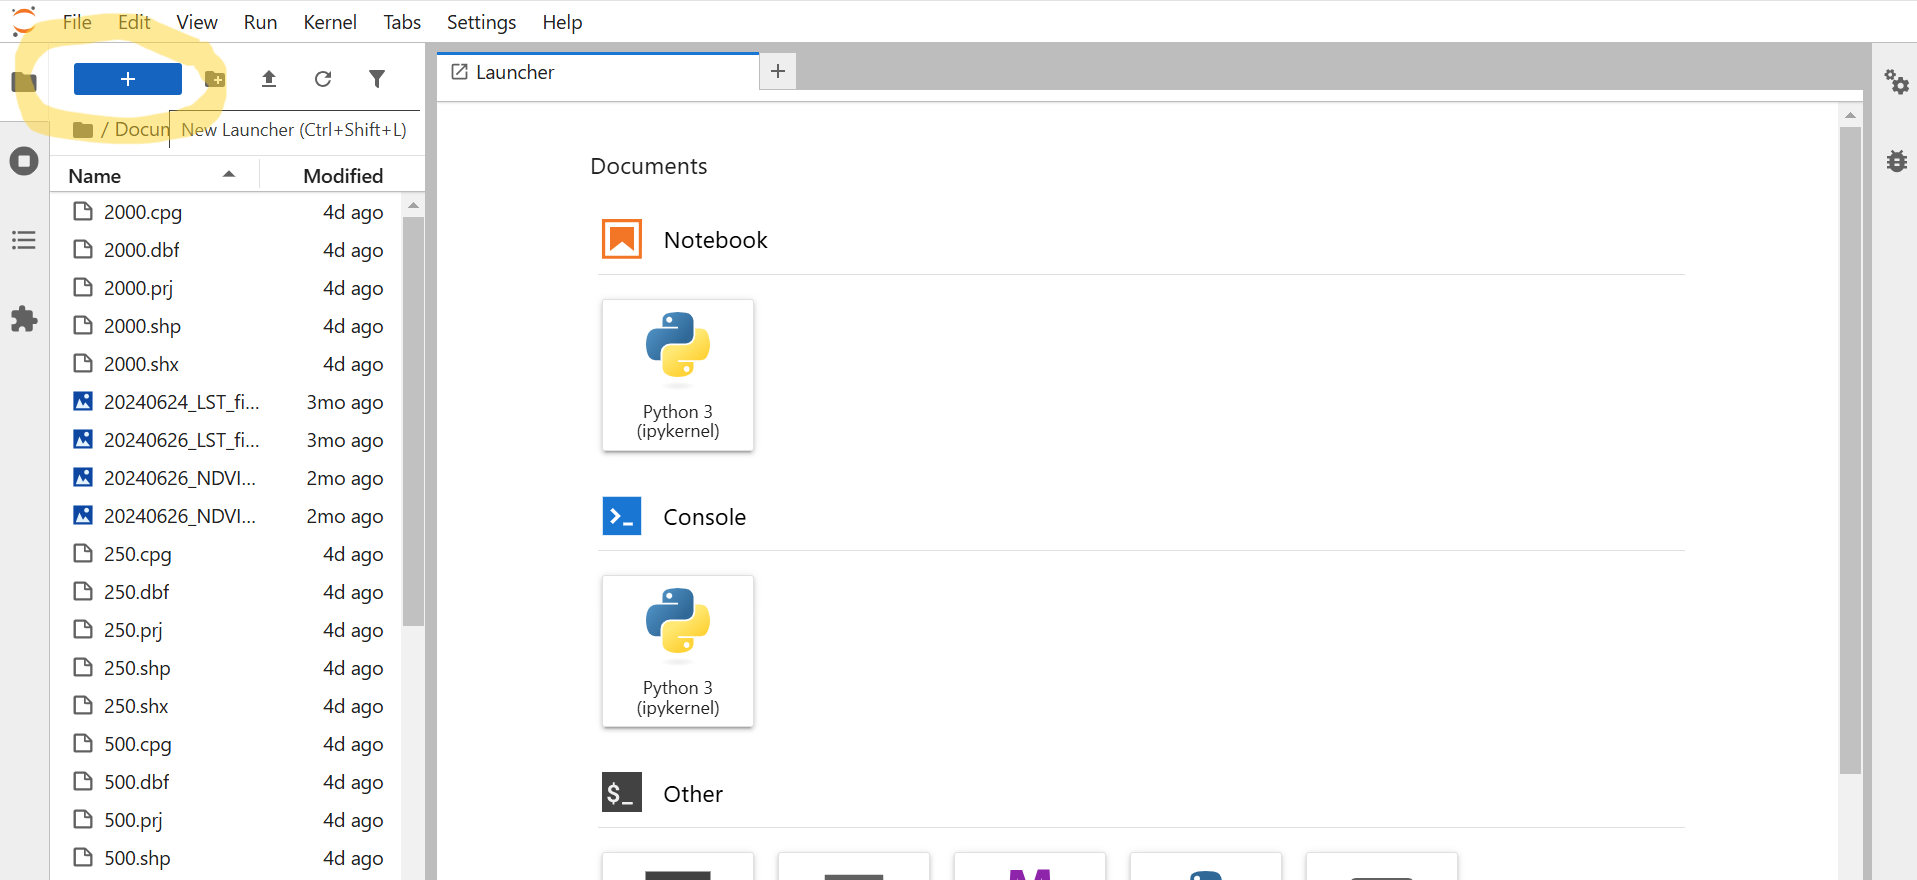 File Edit View Run Kernel Tabs Settings Help
+
Launcher +
/ Docun New Launcher (Ctrl+Shift+L)
Name Modified
2000.cpg 4d ago
2000.dbf 4d ago
2000.prj 4d ago
2000.shp 4d ago
2000.shx 4d ago
20240624_LST_fi... 3mo ago
20240626_LST_fi... 3mo ago
20240626_NDVI... 2mo ago
20240626_NDVI... 2mo ago
250.cpg 4d ago
250.dbf 4d ago
250.prj 4d ago
250.shp 4d ago
250.shx 4d ago
500.cpg 4d ago
500.dbf 4d ago
500.prj 4d ago
500.shp 4d ago
Documents
Notebook
Python 3
(ipykernel)
>_ Console
Python 3
(ipykernel)
$_ Other